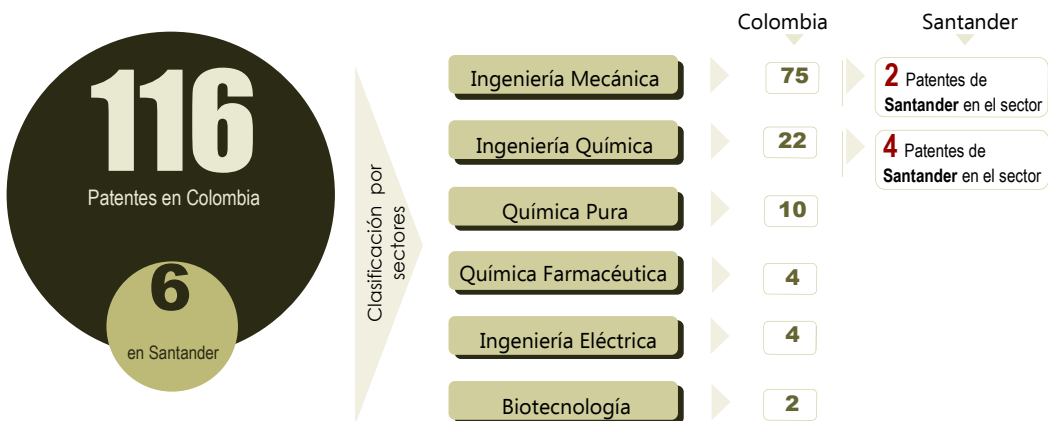 116
Patentes en Colombia
6
en Santander
Clasificación por
sectores
Colombia
Santander
Ingeniería Mecánica
75
2 Patentes de
Santander en el sector
Ingeniería Química
22
4 Patentes de
Santander en el sector
Química Pura
10
Química Farmacéutica
4
Ingeniería Eléctrica
4
Biotecnología
2